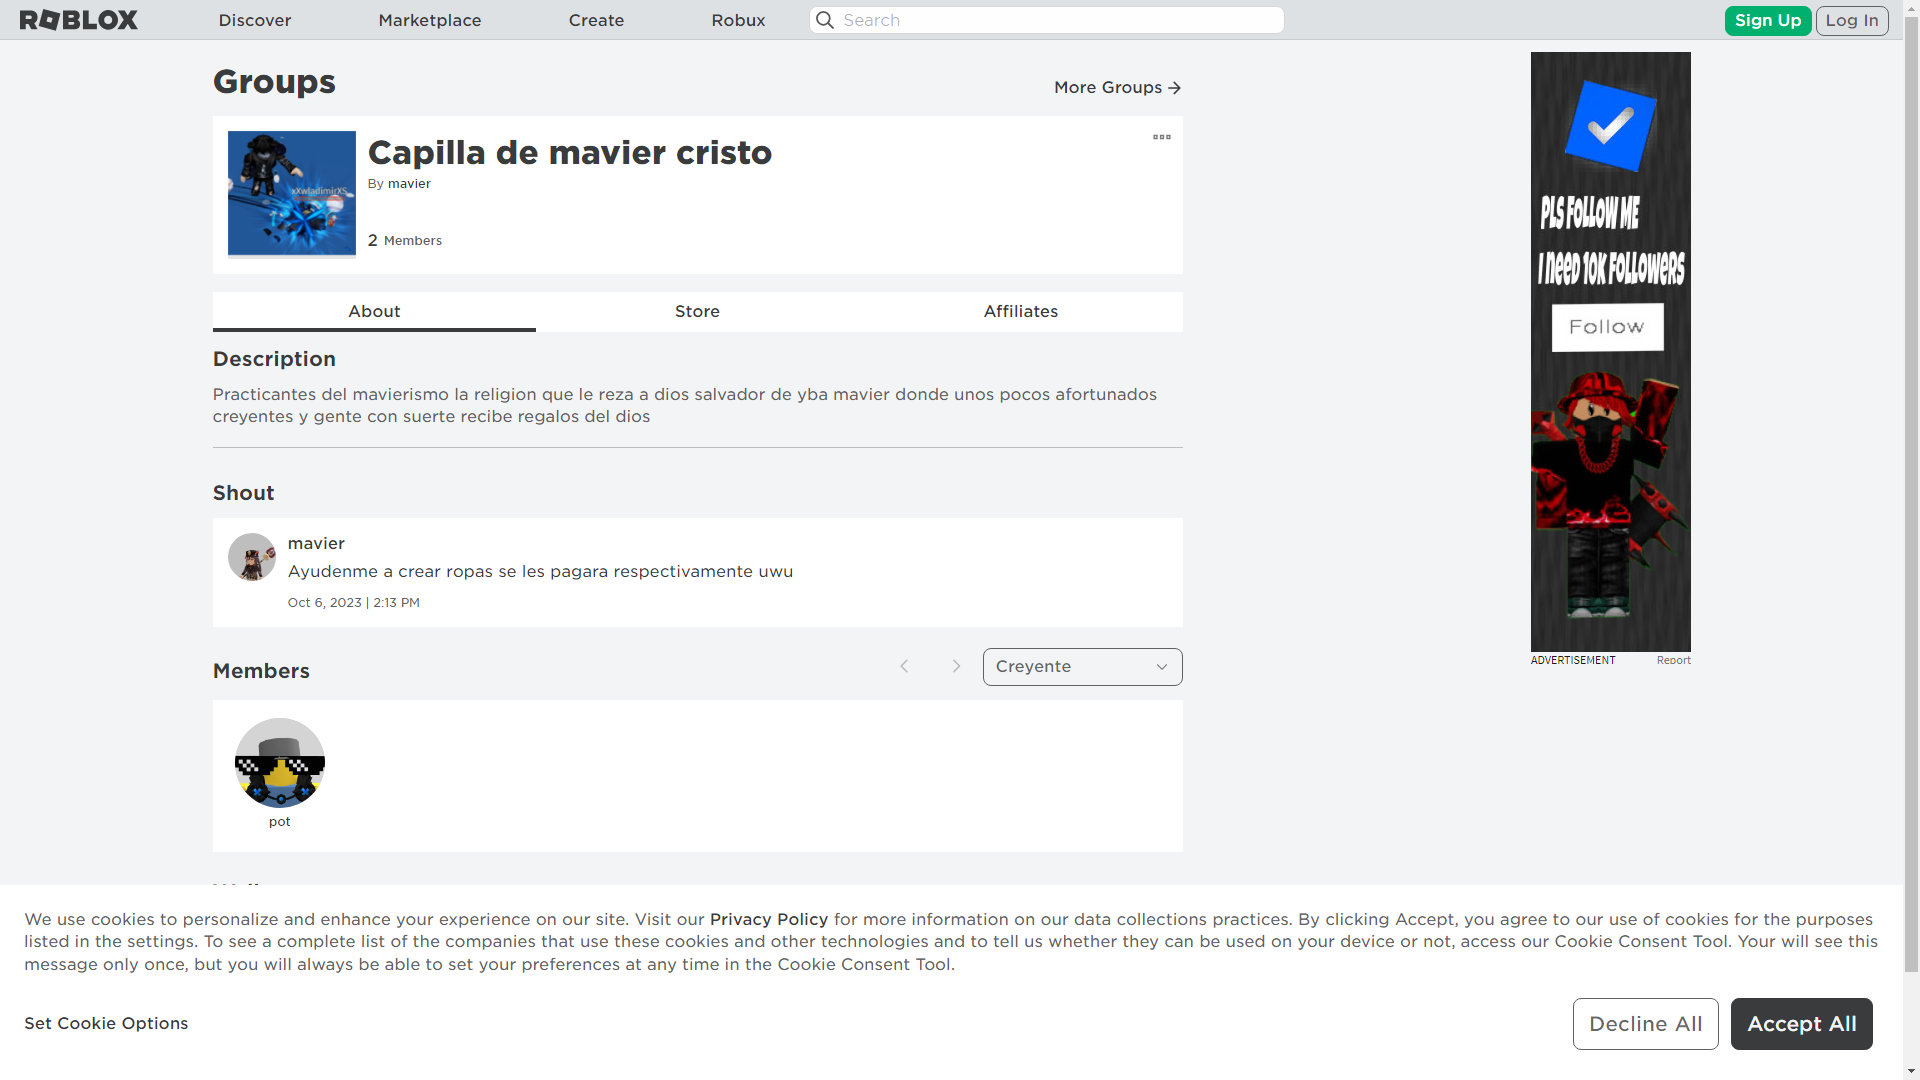 ROBLOX Discover Marketplace Create Robux Search Sign Up Log In
Groups
More Groups
Capilla de mavier cristo
By mavier
xXwladimirXS
2 Members
About Store Affiliates
Description
Practicantes del mavierismo la religion que le reza a dios salvador de yba mavier donde unos pocos afortunados
creyentes y gente con suerte recibe regalos del dios
Shout
mavier
Ayudenme a crear ropas se les pagara respectivamente uwu
Oct 6, 2023 | 2:13 PM
Members
Creyente
pot
PLS FOLLOW ME
I NEED 10K FOLLOWERS
Follow
ADVERTISEMENT Report
We use cookies to personalize and enhance your experience on our site. Visit our Privacy Policy for more information on our data collections practices. By clicking Accept, you agree to our use of cookies for the purposes
listed in the settings. To see a complete list of the companies that use these cookies and other technologies and to tell us whether they can be used on your device or not, access our Cookie Consent Tool. Your will see this
message only once, but you will always be able to set your preferences at any time in the Cookie Consent Tool.
Set Cookie Options
Decline All
Accept All